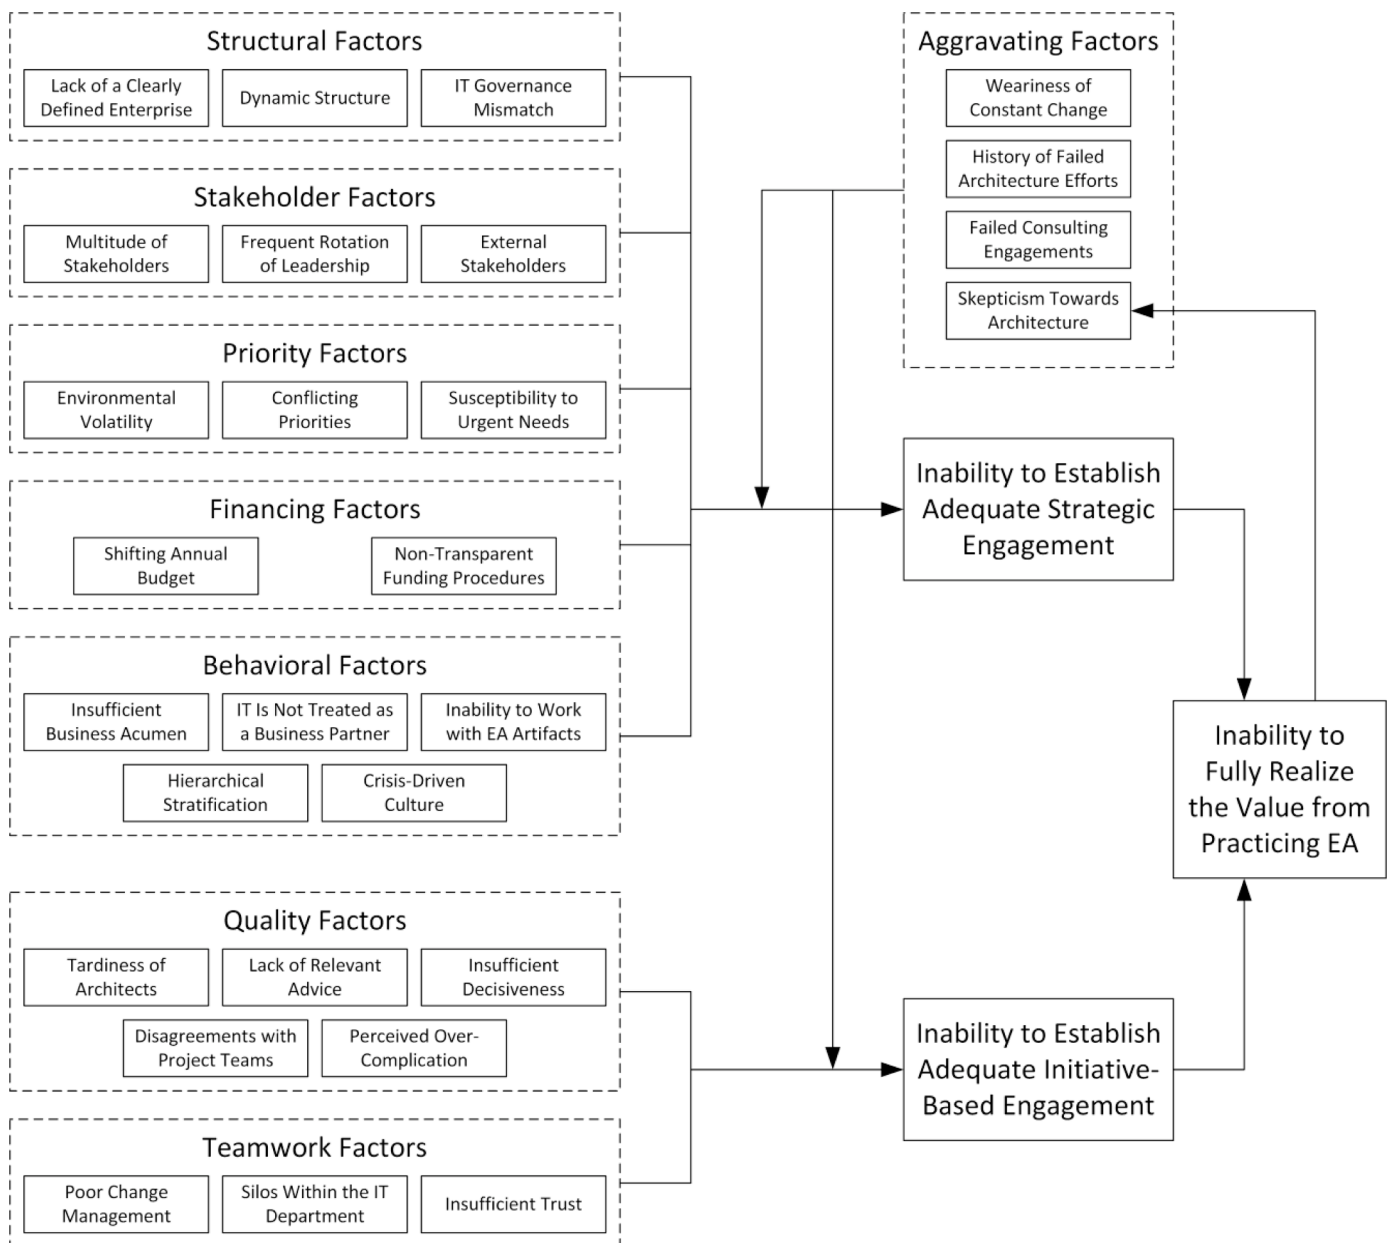 Structural Factors
Lack of a Clearly
Defined Enterprise
Dynamic Structure
IT Governance
Mismatch
Stakeholder Factors
Multitude of
Stakeholders
Frequent Rotation
of Leadership
External
Stakeholders
Priority Factors
Environmental
Volatility
Conflicting
Priorities
Susceptibility to
Urgent Needs
Financing Factors
Shifting Annual
Budget
Non-Transparent
Funding Procedures
Behavioral Factors
Insufficient
Business Acumen
IT Is Not Treated as
a Business Partner
Inability to Work
with EA Artifacts
Hierarchical
Stratification
Crisis-Driven
Culture
Quality Factors
Tardiness of
Architects
Lack of Relevant
Advice
Insufficient
Decisiveness
Disagreements with
Project Teams
Perceived Over-
Complication
Teamwork Factors
Poor Change
Management
Silos Within the IT
Department
Insufficient Trust
Aggravating Factors
Weariness of
Constant Change
History of Failed
Architecture Efforts
Failed Consulting
Engagements
Skepticism Towards
Architecture
Inability to Establish
Adequate Strategic
Engagement
Inability to
Fully Realize
the Value from
Practicing EA
Inability to Establish
Adequate Initiative-
Based Engagement